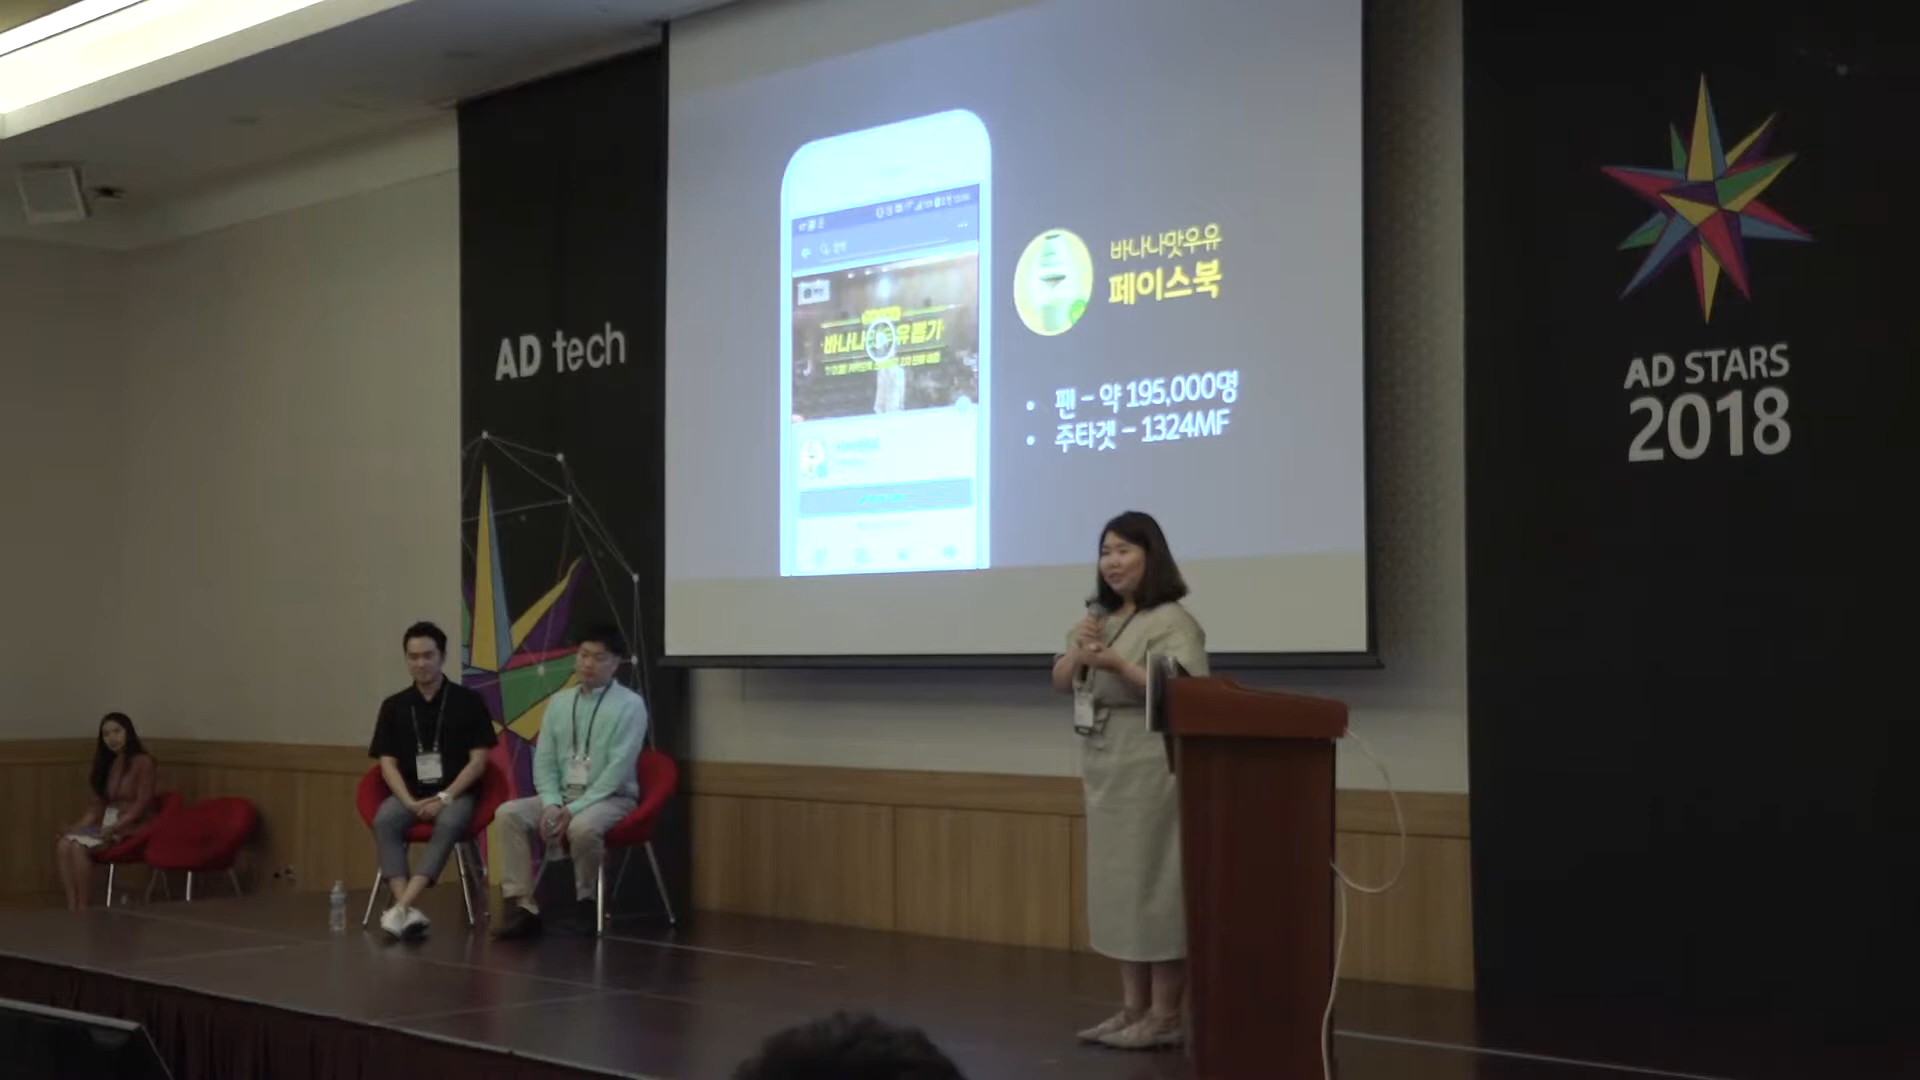 AD tech
바나나맛우유
페이스북
• 팬 – 약 195,000명
• 주타겟 – 1324MF
AD STARS
2018